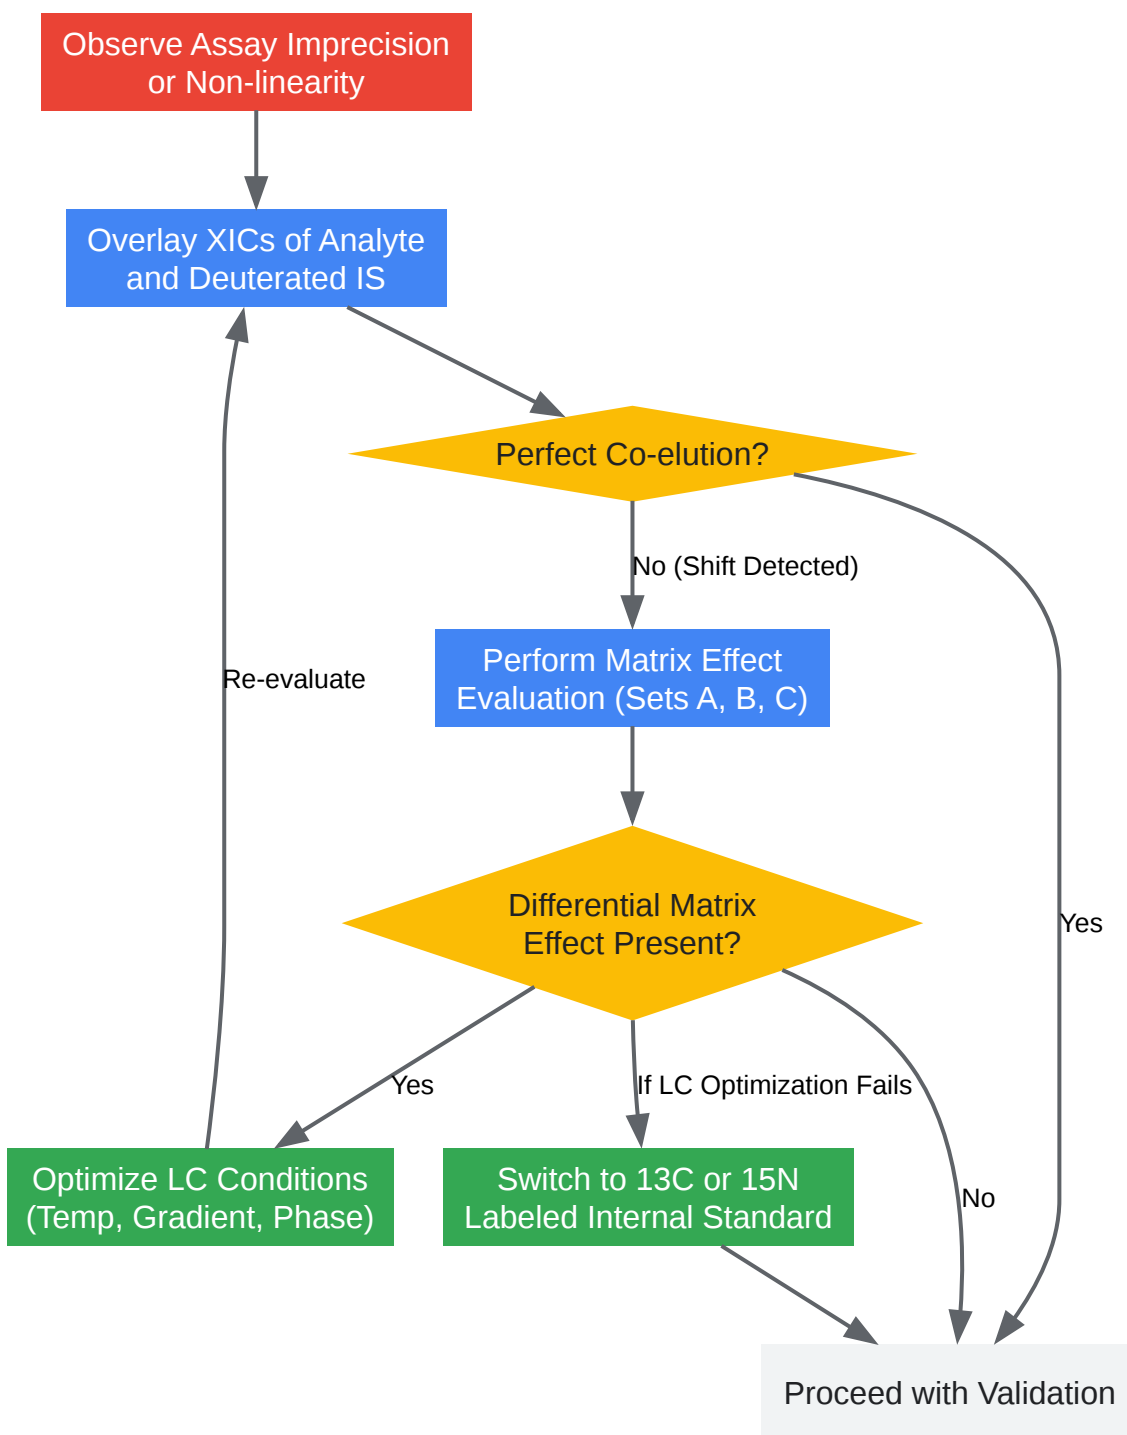 Observe Assay Imprecision
or Non-linearity
Overlay XICs of Analyte
and Deuterated IS
Perfect Co-elution?
No (Shift Detected)
Perform Matrix Effect
Evaluation (Sets A, B, C)
Re-evaluate
Differential Matrix
Effect Present?
Yes
Yes
If LC Optimization Fails
Optimize LC Conditions
(Temp, Gradient, Phase)
Switch to 13C or 15N
Labeled Internal Standard
No
Proceed with Validation